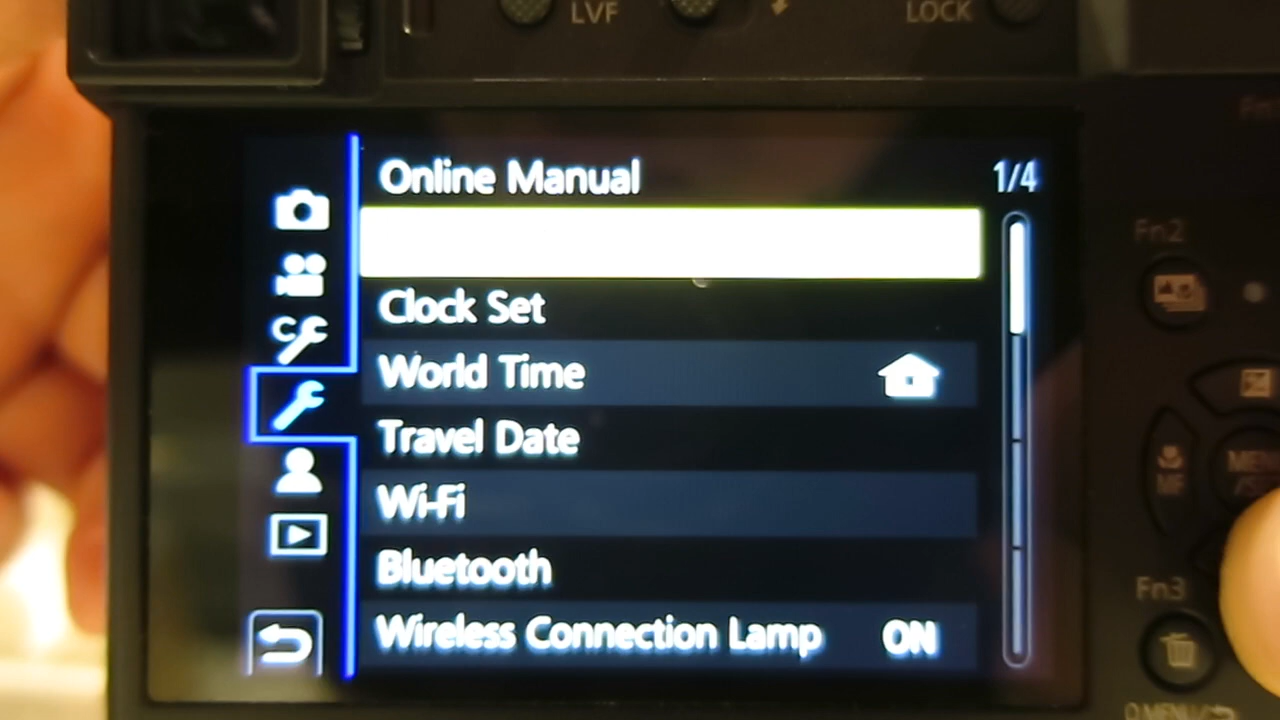 LVF
LOCK
Online Manual
1/4
Clock Set
World Time
Travel Date
Wi-Fi
Bluetooth
Wireless Connection Lamp ON
Fn2
MF
Fn3